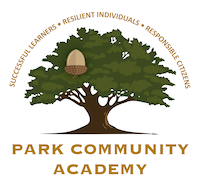 SUCCESSFUL LEARNERS • RESILIENT INDIVIDUALS • RESPONSIBLE CITIZENS
PARK COMMUNITY
ACADEMY